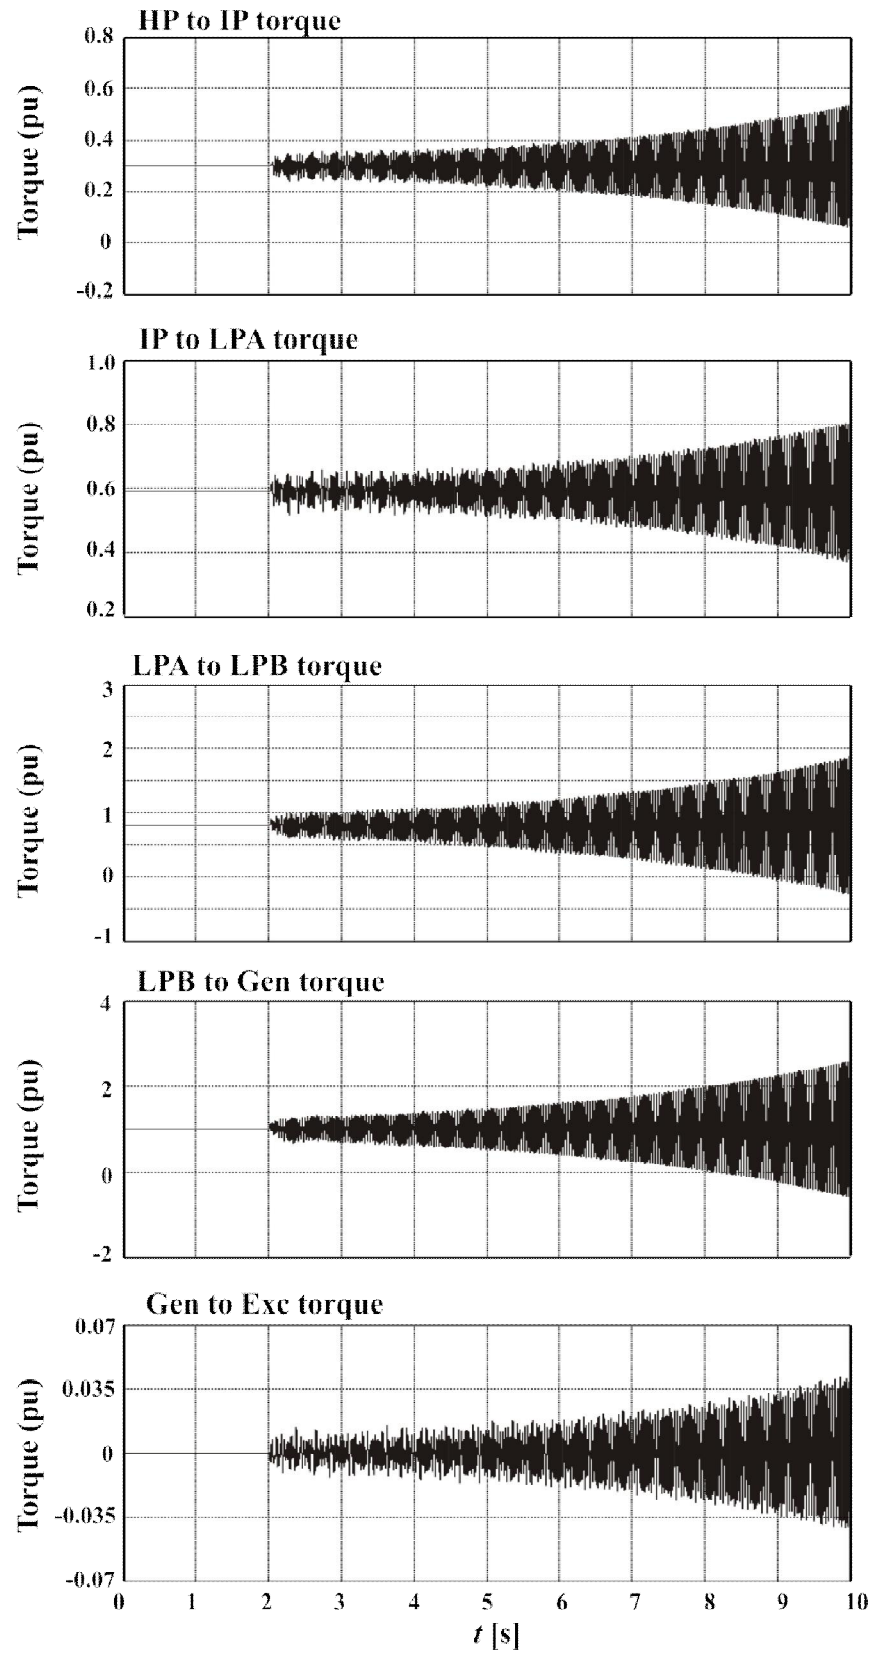 HP to IP torque
0.8
0.6
0.4
0.2
0
-0.2
Torque (pu)
IP to LPA torque
1.0
0.8
0.6
0.4
0.2
Torque (pu)
LPA to LPB torque
3
2
1
0
-1
Torque (pu)
LPB to Gen torque
4
2
0
-2
Torque (pu)
Gen to Exc torque
0.07
0.035
0
-0.035
-0.07
Torque (pu)
0 1 2 3 4 5 6 7 8 9 10
t [s]